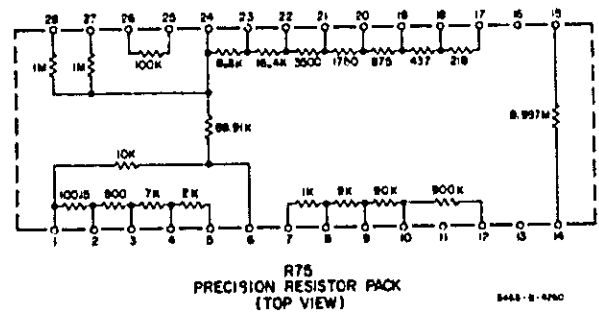 28 27 26 25 24 23 22 21 20 19 18 17 16 15
1M 1M 100K 8.8K 16.4K 3500 1750 875 437 218
88.91K 8.997M
10K
100.15 800 7K 2K 1K 9K 90K 900K
1 2 3 4 5 6 7 8 9 10 11 12 13 14
R75
PRECISION RESISTOR PACK
(TOP VIEW)